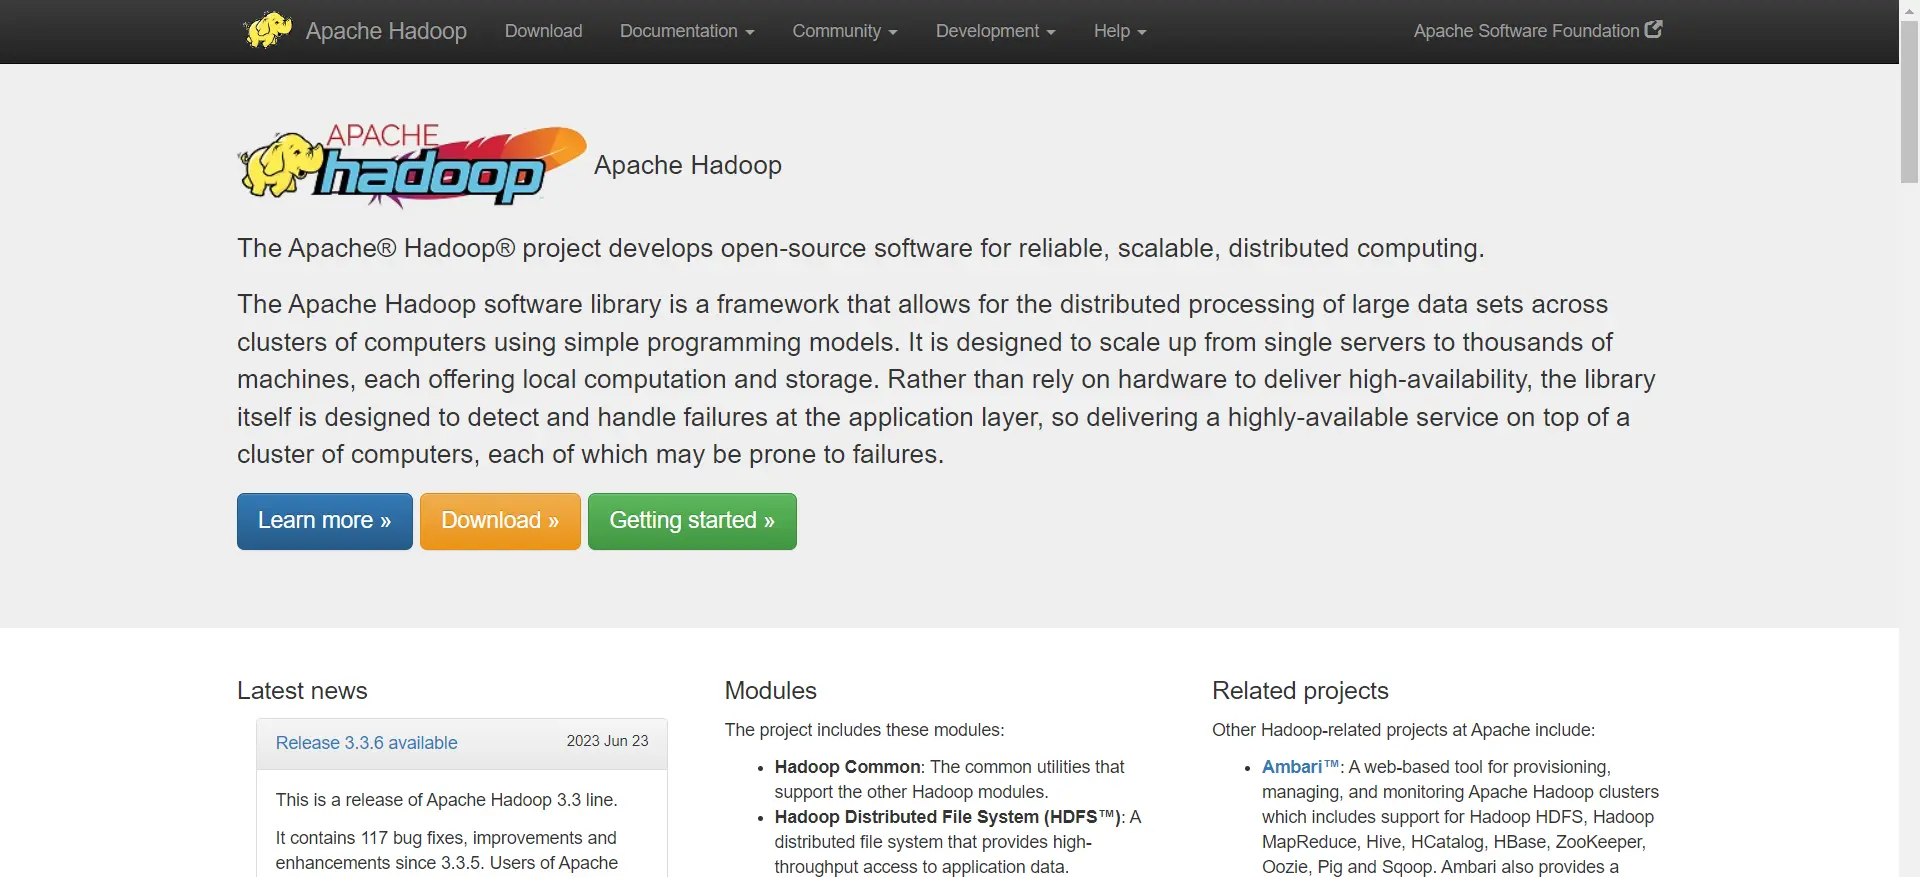 Apache Hadoop Download Documentation Community Development Help Apache Software Foundation
APACHE
hadoop
Apache Hadoop
The Apache® Hadoop® project develops open-source software for reliable, scalable, distributed computing.
The Apache Hadoop software library is a framework that allows for the distributed processing of large data sets across
clusters of computers using simple programming models. It is designed to scale up from single servers to thousands of
machines, each offering local computation and storage. Rather than rely on hardware to deliver high-availability, the library
itself is designed to detect and handle failures at the application layer, so delivering a highly-available service on top of a
cluster of computers, each of which may be prone to failures.
Learn more » Download » Getting started »
Latest news
Release 3.3.6 available 2023 Jun 23
This is a release of Apache Hadoop 3.3 line.
It contains 117 bug fixes, improvements and
enhancements since 3.3.5. Users of Apache
Modules
The project includes these modules:
• Hadoop Common: The common utilities that
support the other Hadoop modules.
• Hadoop Distributed File System (HDFS™): A
distributed file system that provides high-
throughput access to application data.
Related projects
Other Hadoop-related projects at Apache include:
• Ambari™: A web-based tool for provisioning,
managing, and monitoring Apache Hadoop clusters
which includes support for Hadoop HDFS, Hadoop
MapReduce, Hive, HCatalog, HBase, ZooKeeper,
Oozie, Pig and Sqoop. Ambari also provides a